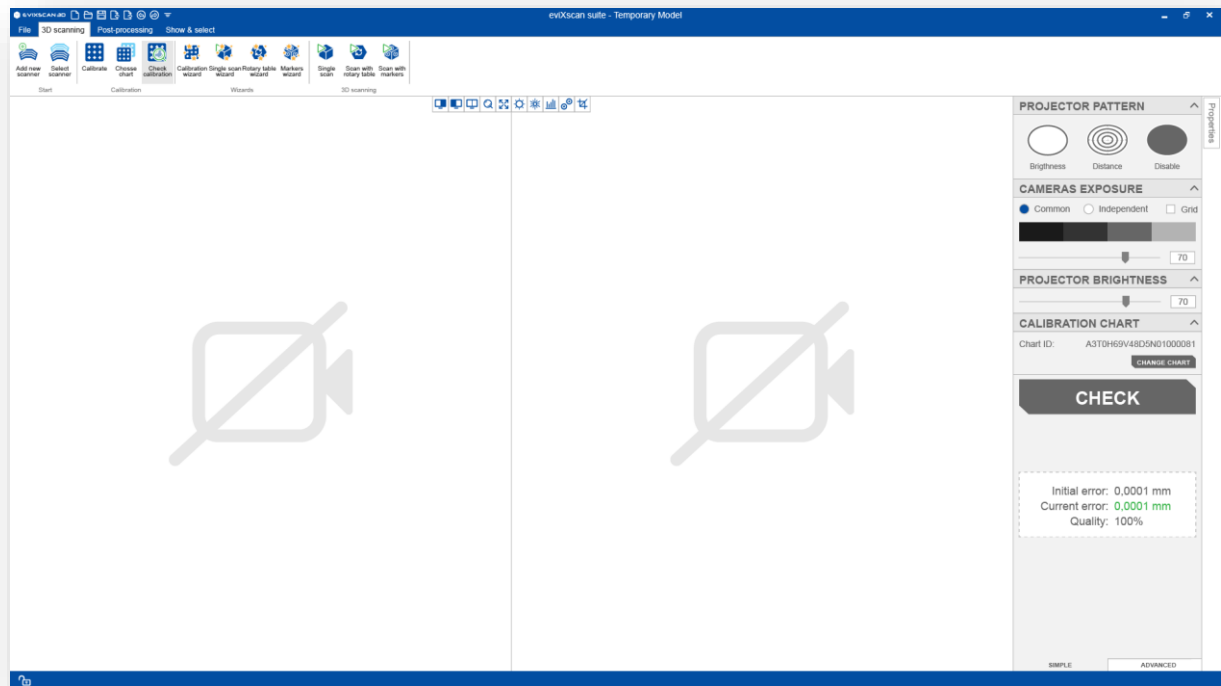 eviXscan 3D
eviXscan suite - Temporary Model
File 3D scanning Post-processing Show & select
Add new scanner
Select scanner
Calibrate
Choose chart
Check calibration
Calibration wizard
Single scan wizard
Rotary table wizard
Markers wizard
Single scan
Scan with rotary table
Scan with markers
Start
Calibration
Wizards
3D scanning
Properties
PROJECTOR PATTERN
Brigthness Distance Disable
CAMERAS EXPOSURE
Common Independent Grid
70
PROJECTOR BRIGHTNESS
70
CALIBRATION CHART
Chart ID: A3T0H69V48D5N01000081
CHANGE CHART
CHECK
Initial error: 0,0001 mm
Current error: 0,0001 mm
Quality: 100%
SIMPLE ADVANCED